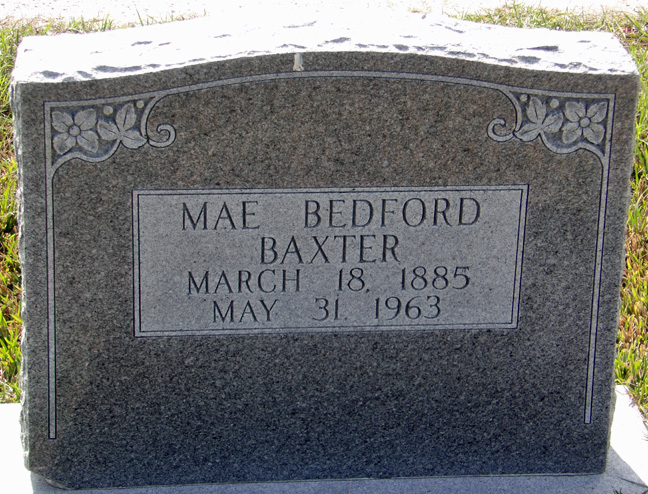 MAE BEDFORD
BAXTER
MARCH 18, 1885
MAY 31, 1963